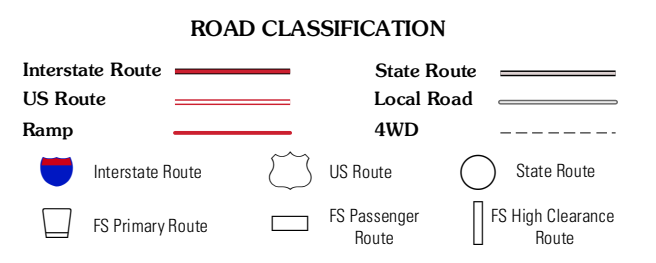 ROAD CLASSIFICATION
Interstate Route
State Route
US Route
Local Road
Ramp
4WD
Interstate Route
US Route
State Route
FS Primary Route
FS Passenger
Route
FS High Clearance
Route